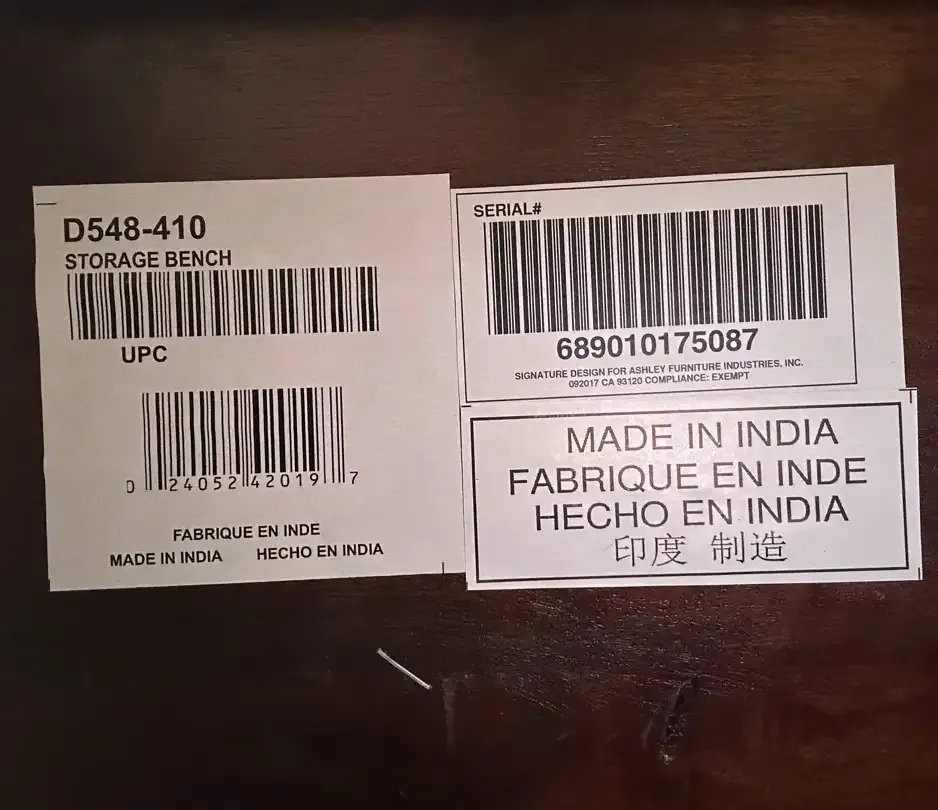 D548-410
STORAGE BENCH
UPC
0 24052 42019 7
FABRIQUE EN INDE
MADE IN INDIA HECHO EN INDIA
SERIAL#
689010175087
SIGNATURE DESIGN FOR ASHLEY FURNITURE INDUSTRIES, INC.
092017 CA 93120 COMPLIANCE: EXEMPT
MADE IN INDIA
FABRIQUE EN INDE
HECHO EN INDIA
印度 制造